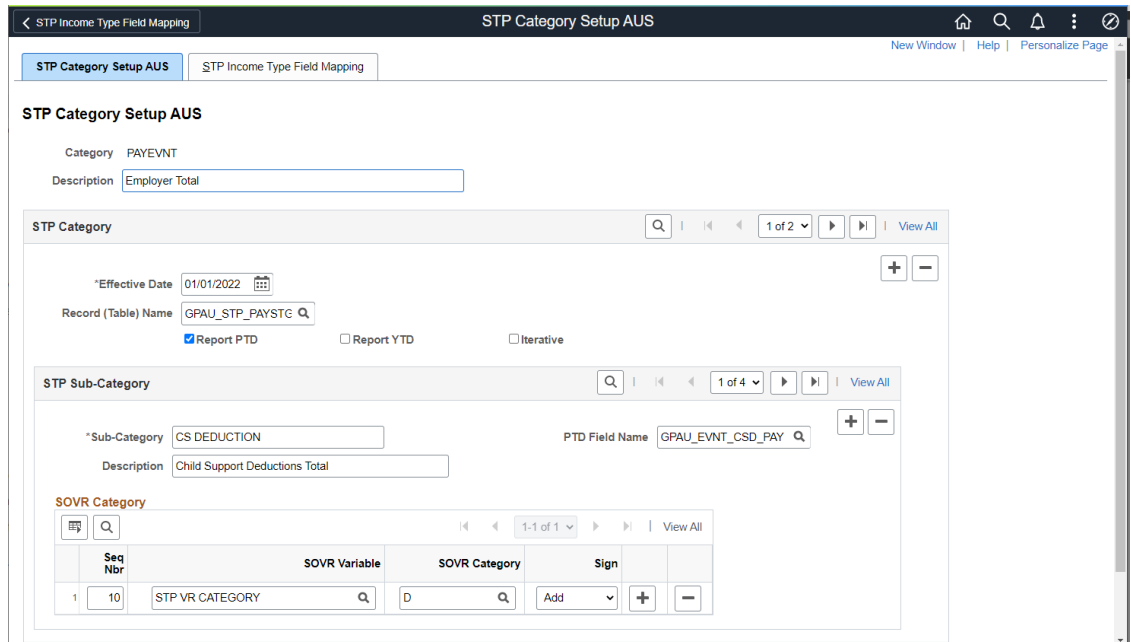 STP Income Type Field Mapping
STP Category Setup AUS
New Window | Help | Personalize Page
STP Category Setup AUS
STP Income Type Field Mapping
STP Category Setup AUS
Category PAYEVNT
Description Employer Total
STP Category
1 of 2
View All
*Effective Date 01/01/2022
Record (Table) Name GPAU_STP_PAYSTG
Report PTD Report YTD Iterative
STP Sub-Category
1 of 4
View All
*Sub-Category CS DEDUCTION PTD Field Name GPAU_EVNT_CSD_PAY
Description Child Support Deductions Total
SOVR Category
1-1 of 1
View All
Seq Nbr SOVR Variable SOVR Category Sign
1 10 STP VR CATEGORY D Add